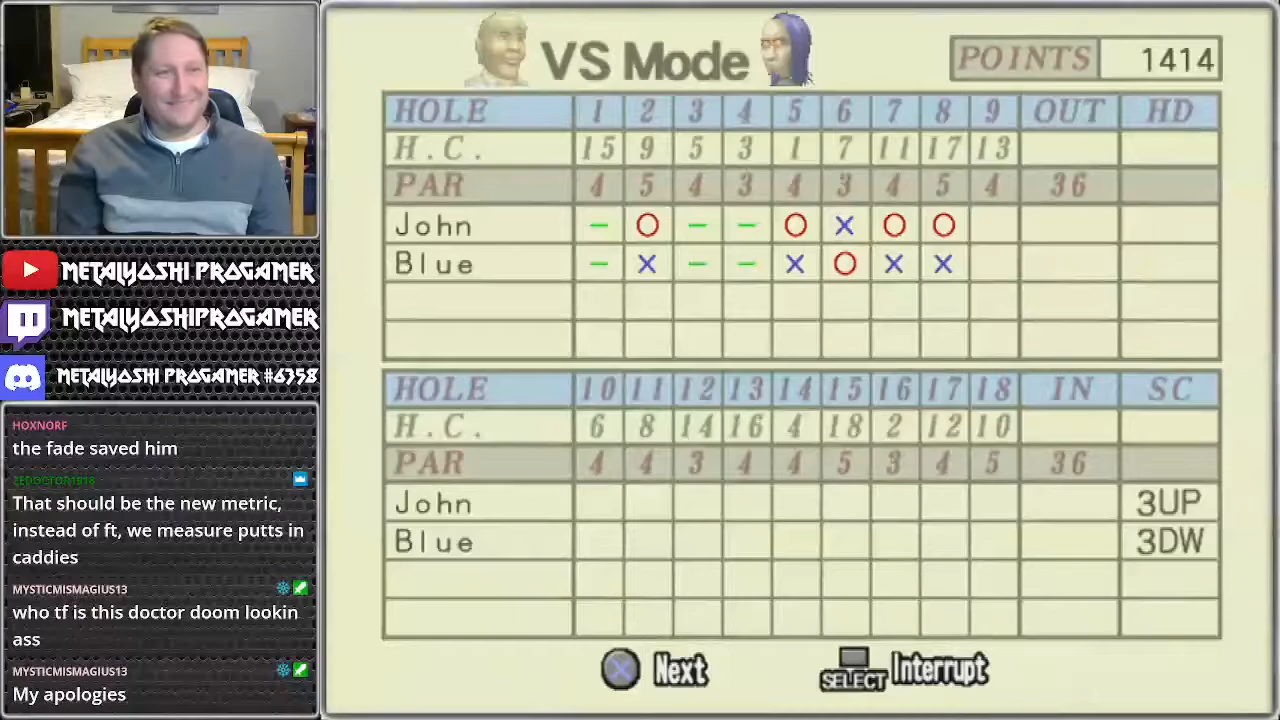 VS Mode
POINTS 1414
HOLE 1 2 3 4 5 6 7 8 9 OUT HD
H.C. 15 9 5 3 1 7 11 17 13
PAR 4 5 4 3 4 3 4 5 4 36
John – O – – O X O O
Blue – X – – X O X X
HOLE 10 11 12 13 14 15 16 17 18 IN SC
H.C. 6 8 14 16 4 18 2 12 10
PAR 4 4 3 4 4 5 3 4 5 36
John 3UP
Blue 3DW
Next
SELECT Interrupt
METALYOSHI PROGAMER
METALYOSHIPROGAMER
METALYOSHI PROGAMER #6358
HOXNORF
the fade saved him
ZEDOCTOR1918
That should be the new metric,
instead of ft, we measure putts in
caddies
MYSTICMISMAGIUS13
who tf is this doctor doom lookin
ass
MYSTICMISMAGIUS13
My apologies